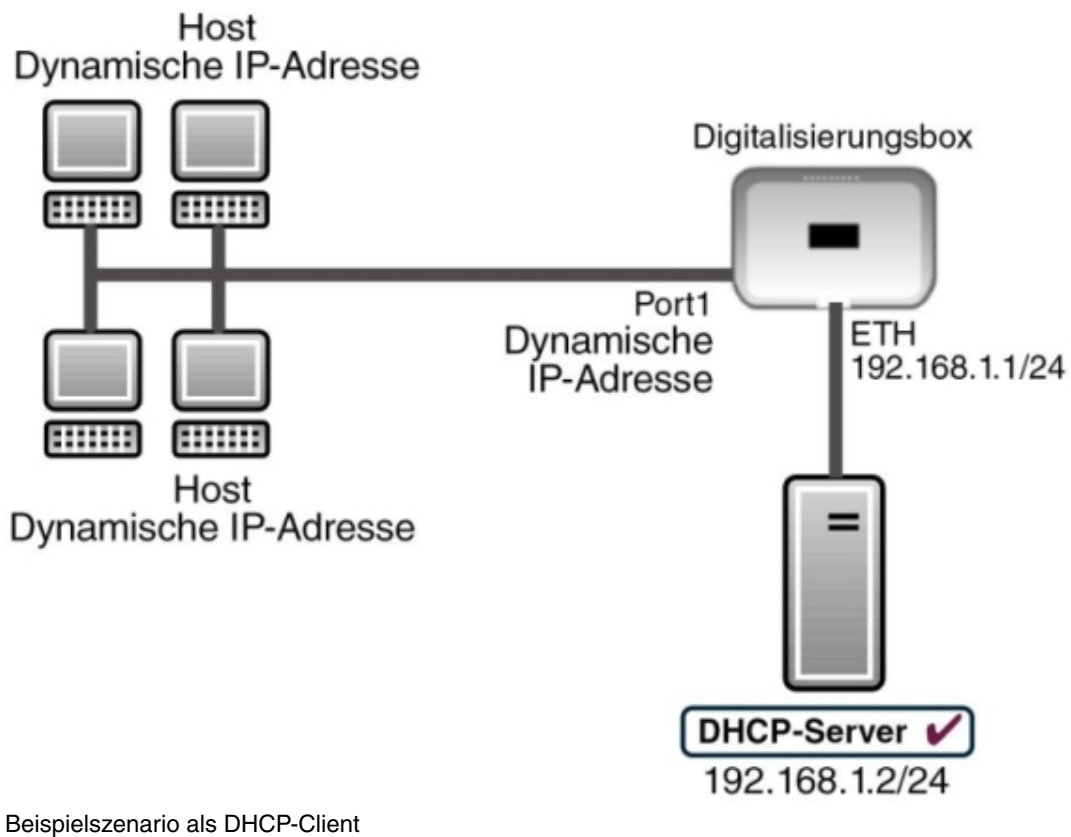 Host
Dynamische IP-Adresse
Digitalisierungsbox
Port1
Dynamische
IP-Adresse
ETH
192.168.1.1/24
Host
Dynamische IP-Adresse
DHCP-Server
192.168.1.2/24
Beispielszenario als DHCP-Client